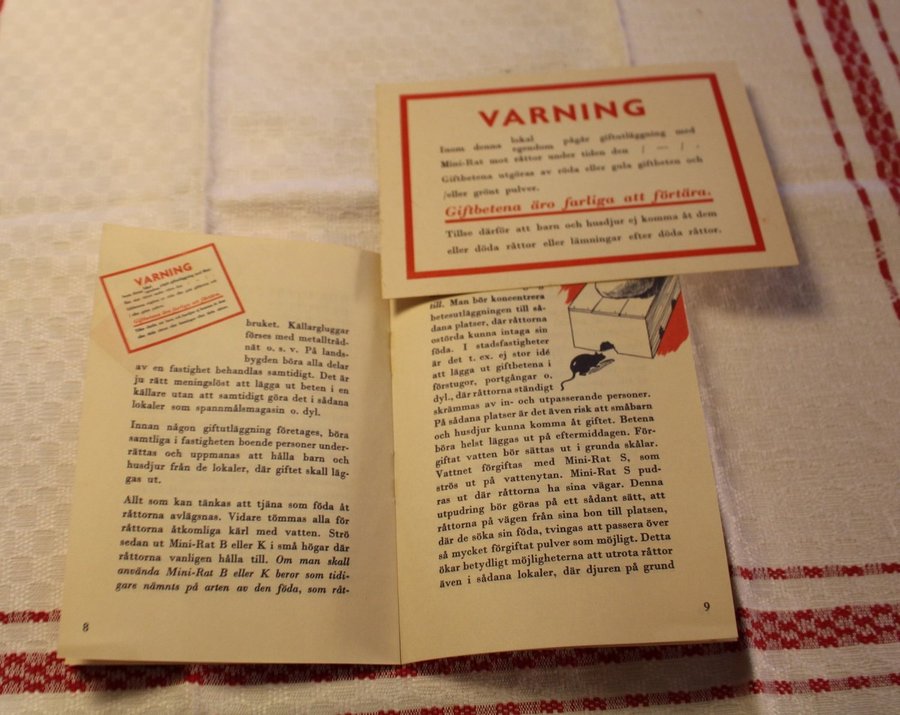 VARNING
Inom denna lokal pågår giftutläggning med
egendom
Mini-Rat mot råttor under tiden den / — / .
Giftbetena utgöras av röda eller gula giftbeten och
/eller grönt pulver.
Giftbetena äro farliga att förtära.
Tillse därför att barn och husdjur ej komma åt dem
eller döda råttor eller lämningar efter döda råttor.
VARNING
Giftbetena äro farliga att förtära.
bruket. Källargluggar
förses med metalltråd-
nät o. s. v. På lands-
bygden böra alla delar
av en fastighet behandlas samtidigt. Det är
ju rätt meningslöst att lägga ut beten i en
källare utan att samtidigt göra det i sådana
lokaler som spannmålsmagasin o. dyl.
Innan någon giftutläggning företages, böra
samtliga i fastigheten boende personer under-
rättas och uppmanas att hålla barn och
husdjur från de lokaler, där giftet skall läg-
gas ut.
Allt som kan tänkas att tjäna som föda åt
råttorna avlägsnas. Vidare tömmas alla för
råttorna åtkomliga kärl med vatten. Strö
sedan ut Mini-Rat B eller K i små högar där
råttorna vanligen hålla till. Om man skall
använda Mini-Rat B eller K beror som tidi-
gare nämnts på arten av den föda, som råt-
8
till. Man bör koncentrera
betesutläggningen till så-
dana platser, där råttorna
ostörda kunna intaga sin
föda. I stadsfastigheter
är det t. ex. ej stor idé
att lägga ut giftbetena i
förstugor, portgångar o.
dyl., där råttorna ständigt
skrämmas av in- och utpasserande personer.
På sådana platser är det även risk att småbarn
och husdjur kunna komma åt giftet. Betena
böra helst läggas ut på eftermiddagen. För-
giftat vatten bör sättas ut i grunda skålar.
Vattnet förgiftas med Mini-Rat S, som
strös ut på vattenytan. Mini-Rat S pud-
ras ut där råttorna ha sina vägar. Denna
utpudring bör göras på ett sådant sätt, att
råttorna på vägen från sina bon till platsen,
där de söka sin föda, tvingas att passera över
så mycket förgiftat pulver som möjligt. Detta
ökar betydligt möjligheterna att utrota råttor
även i sådana lokaler, där djuren på grund
9